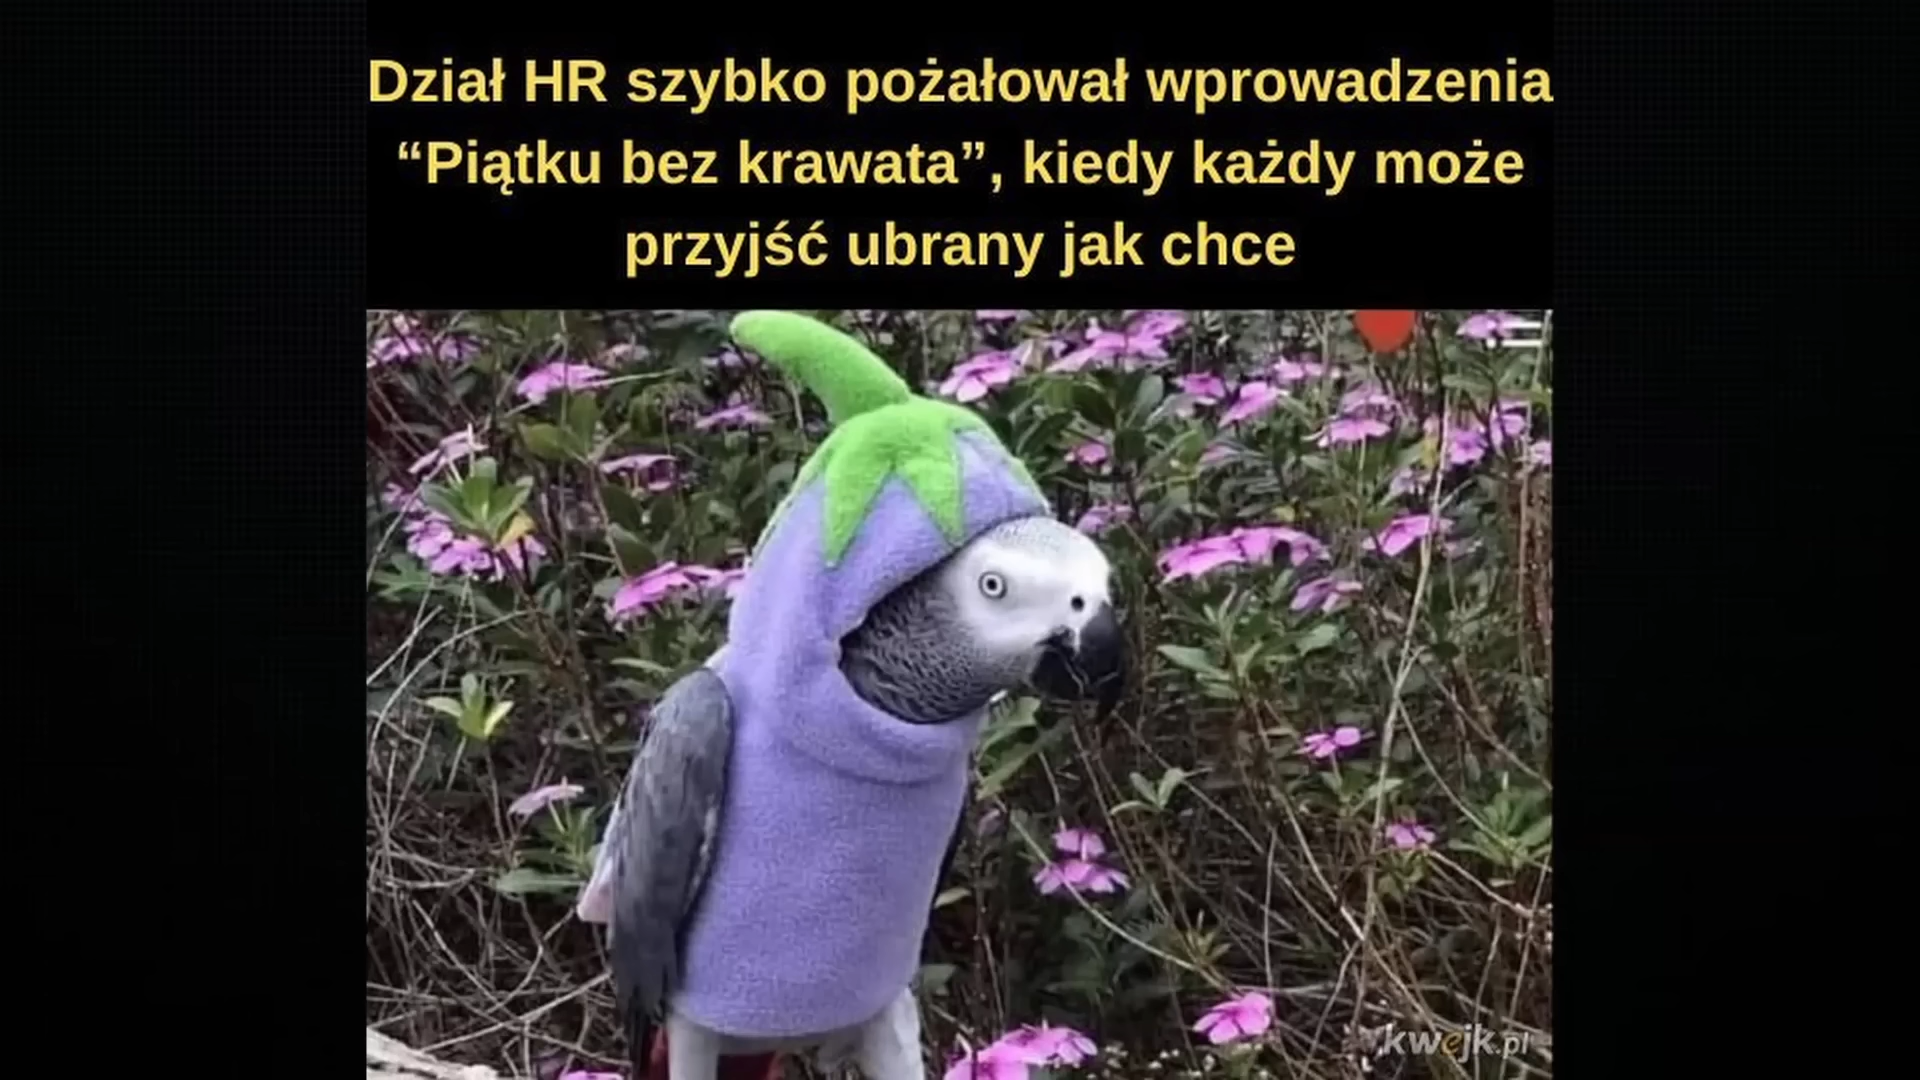 Dział HR szybko pożałował wprowadzenia
“Piątku bez krawata”, kiedy każdy może
przyjść ubrany jak chce
kwejk.pl